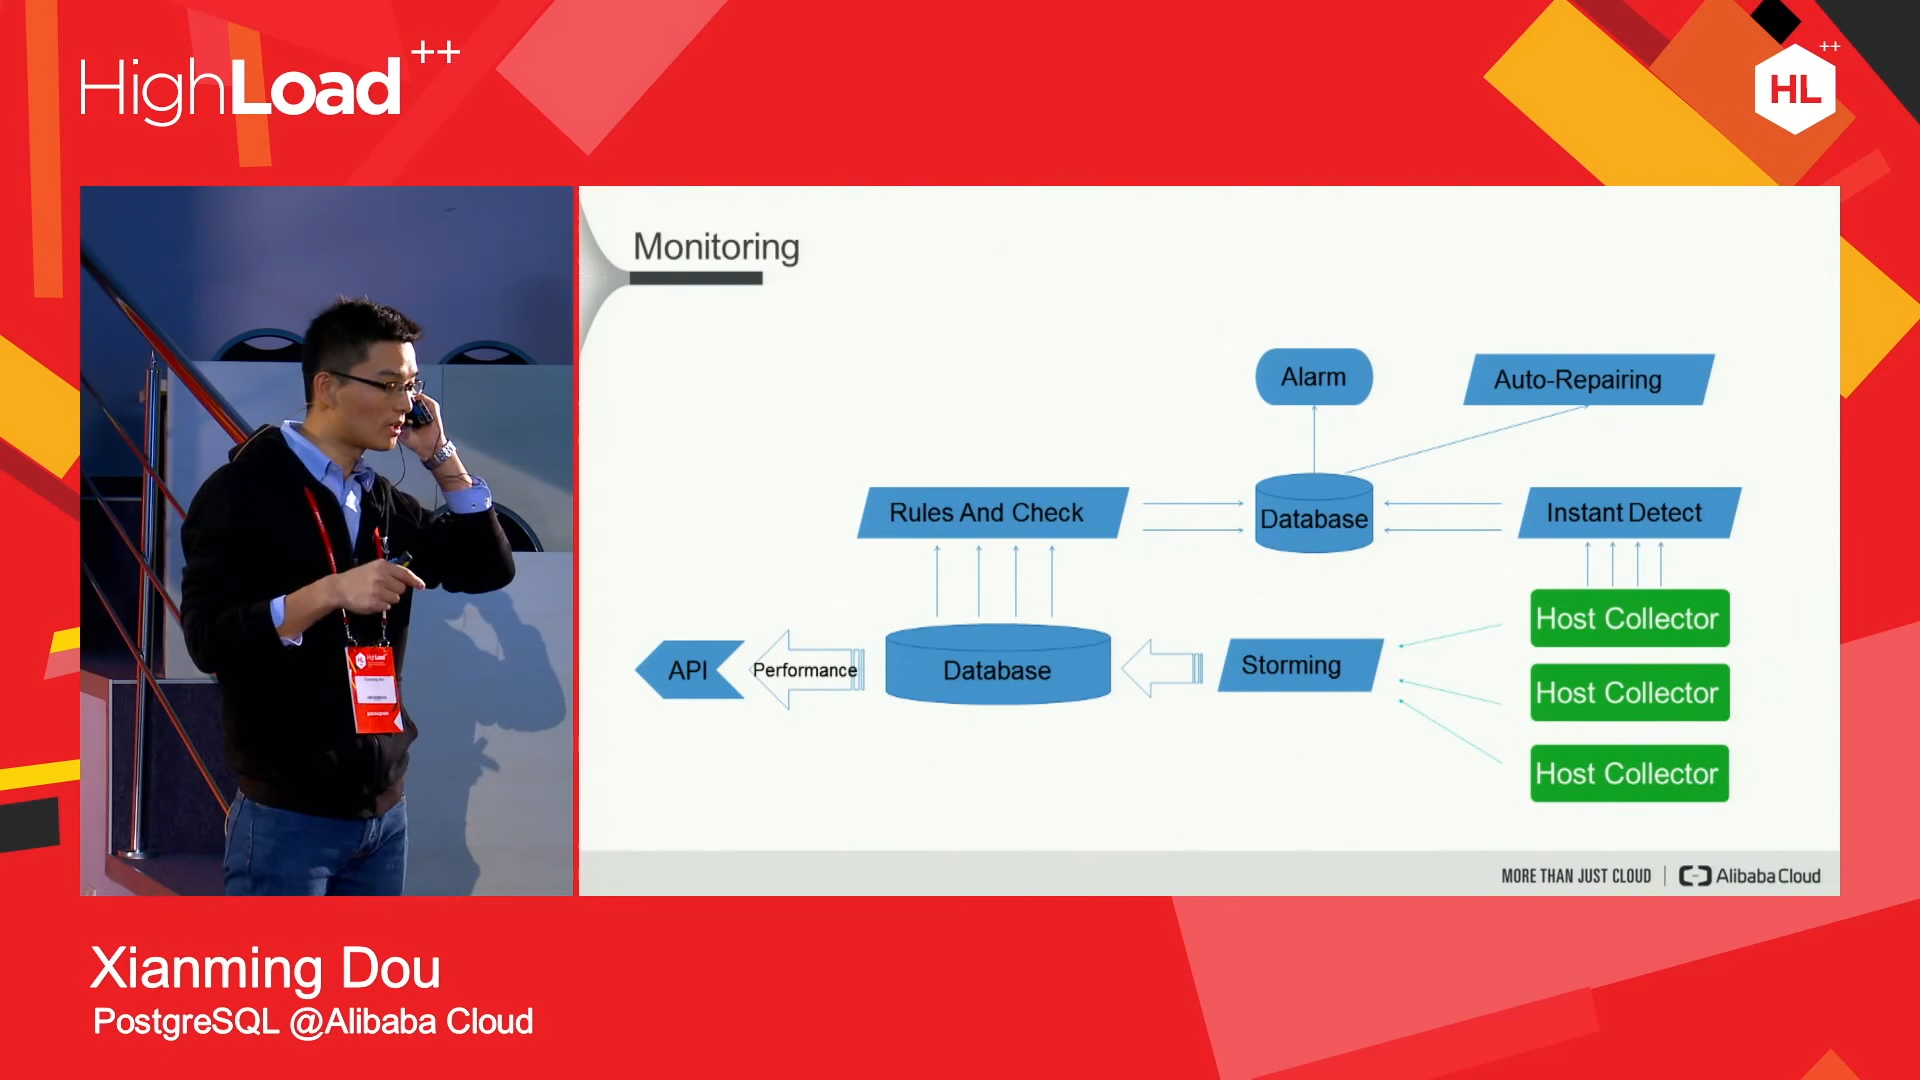 HighLoad++
HL++
Monitoring
Alarm
Auto-Repairing
Rules And Check
Database
Instant Detect
Host Collector
API
Performance
Database
Storming
Host Collector
Host Collector
MORE THAN JUST CLOUD | Alibaba Cloud
HL
Xianming Dou
PostgreSQL @Alibaba Cloud